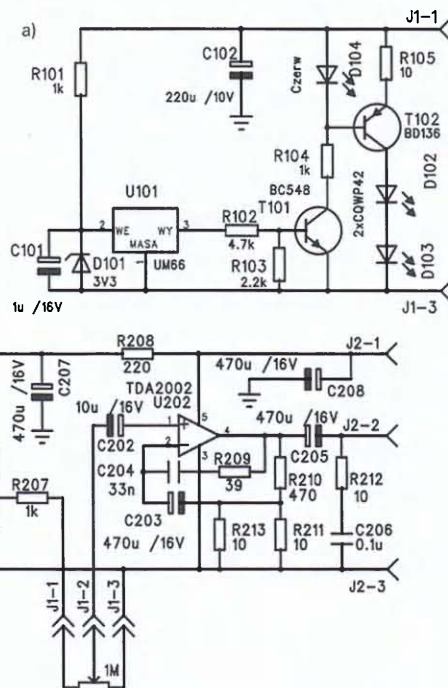 a)
J1-1
R101
1k
C102
220u /10V
Czerw
D104
R105
10
T102
BD136
R104
1k
BC548
T101
2xCQWP42
D102
D103
U101
2
WE
WY
3
MASA
1
UM66
R102
4.7k
R103
2.2k
C101
1u /16V
D101
3V3
J1-3
R208
220
470u /16V
C207
TDA2002
U202
10u /16V
C202
1
5
4
2
3
470u /16V
C208
J2-1
470u /16V
C205
J2-2
C204
33n
R209
39
C203
470u /16V
R210
470
R212
10
R207
1k
R213
10
R211
10
C206
0.1u
J2-3
J1-1
J1-2
J1-3
1M